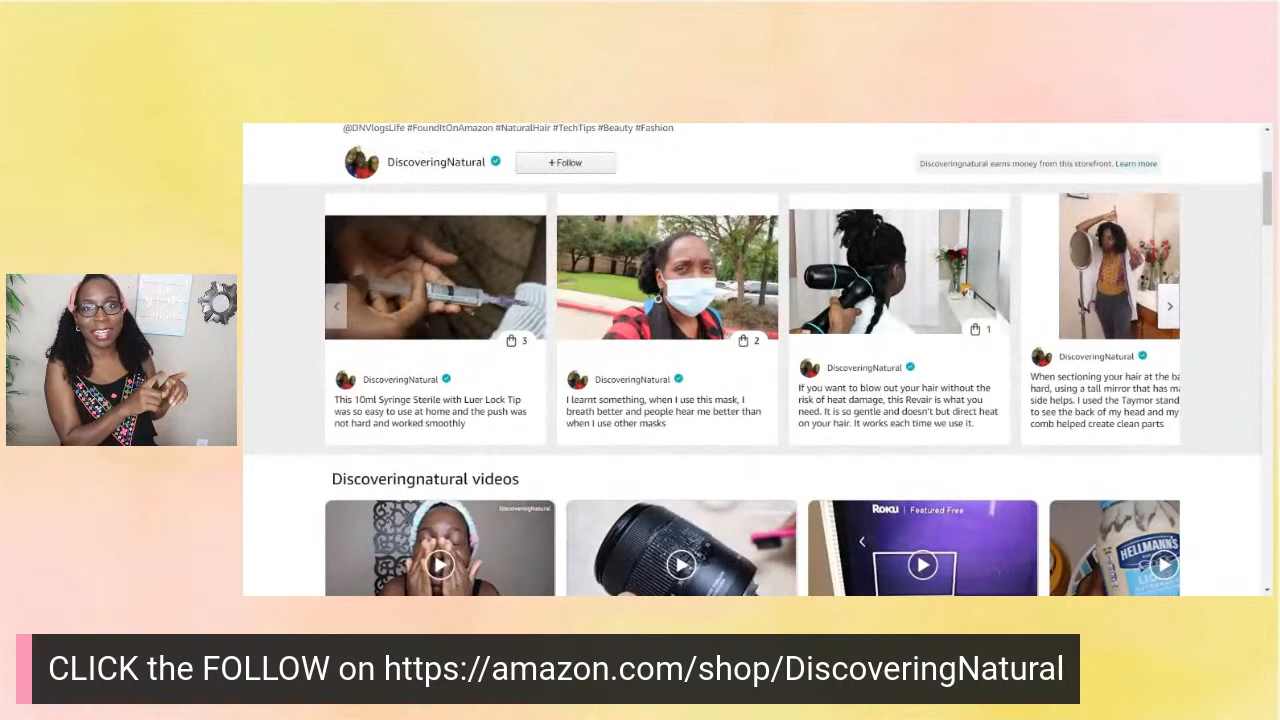 @DNVlogsLife #FoundItOnAmazon #NaturalHair #TechTips #Beauty #Fashion
DiscoveringNatural
+ Follow
Discoveringnatural earns money from this storefront. Learn more
3
2
1
DiscoveringNatural
This 10ml Syringe Sterile with Luer Lock Tip
was so easy to use at home and the push was
not hard and worked smoothly
DiscoveringNatural
I learnt something, when I use this mask, I
breath better and people hear me better than
when I use other masks
DiscoveringNatural
If you want to blow out your hair without the
risk of heat damage, this Revair is what you
need. It is so gentle and doesn't but direct heat
on your hair. It works each time we use it.
DiscoveringNatural
When sectioning your hair at the ba
hard, using a tall mirror that has ma
side helps. I used the Taymor stand
to see the back of my head and my
comb helped create clean parts
Discoveringnatural videos
DiscoveringNatural
ROKU | Featured Free
HELLMANN'S
CLICK the FOLLOW on https://amazon.com/shop/DiscoveringNatural